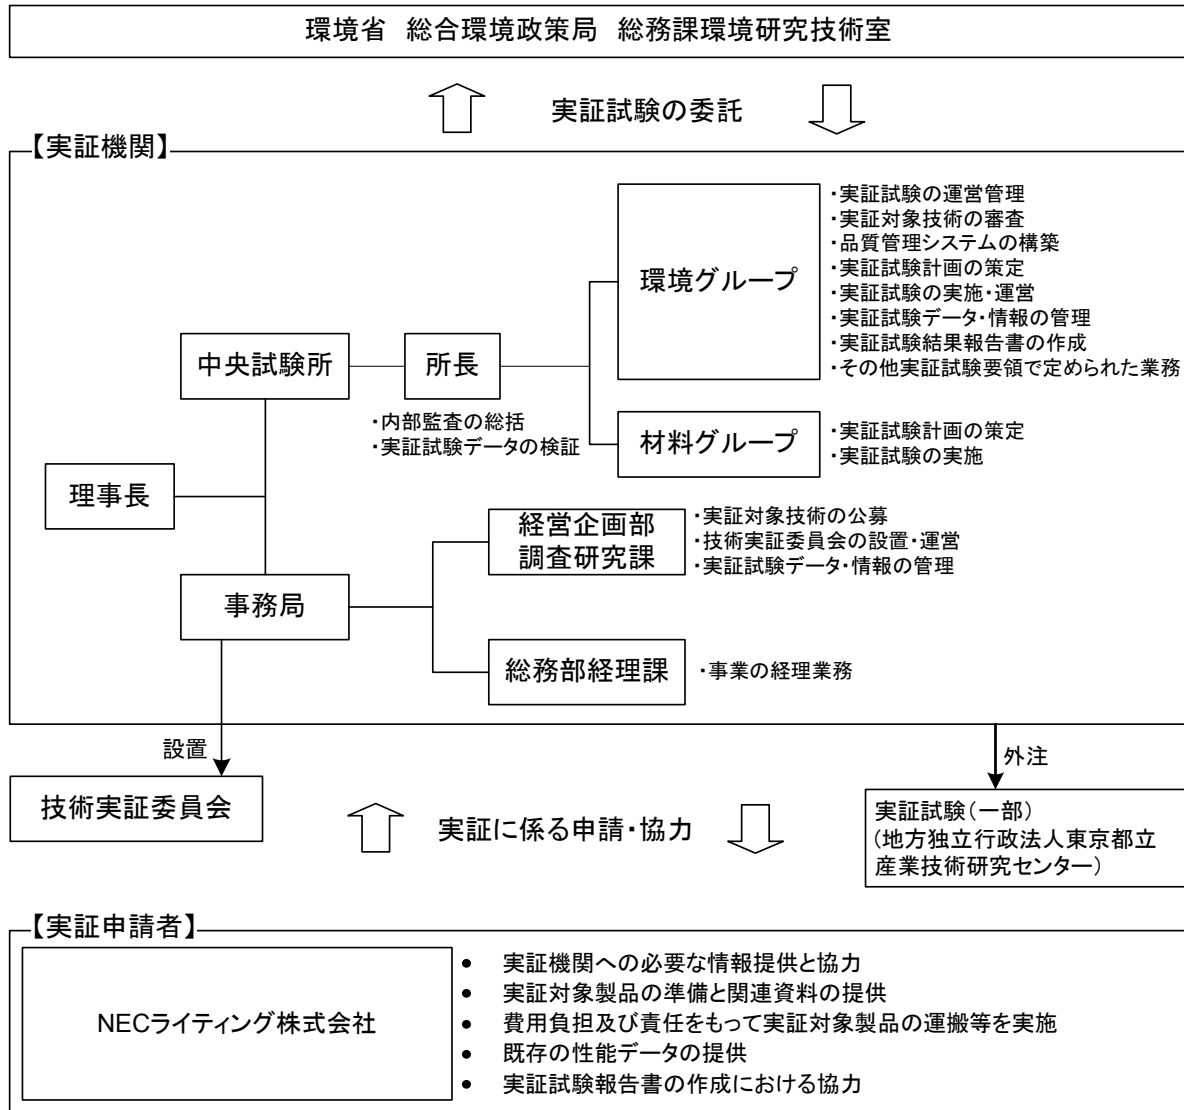 環境省　総合環境政策局　総務課環境研究技術室
実証試験の委託
【実証機関】
環境グループ
・実証試験の運営管理
・実証対象技術の審査
・品質管理システムの構築
・実証試験計画の策定
・実証試験の実施・運営
・実証試験データ・情報の管理
・実証試験結果報告書の作成
・その他実証試験要領で定められた業務
中央試験所
所長
・内部監査の総括
・実証試験データの検証
材料グループ
・実証試験計画の策定
・実証試験の実施
理事長
経営企画部
調査研究課
・実証対象技術の公募
・技術実証委員会の設置・運営
・実証試験データ・情報の管理
事務局
総務部経理課
・事業の経理業務
設置
外注
技術実証委員会
実証に係る申請・協力
実証試験（一部）
（地方独立行政法人東京都立
産業技術研究センター）
【実証申請者】
NECライティング株式会社
● 実証機関への必要な情報提供と協力
● 実証対象製品の準備と関連資料の提供
● 費用負担及び責任をもって実証対象製品の運搬等を実施
● 既存の性能データの提供
● 実証試験報告書の作成における協力